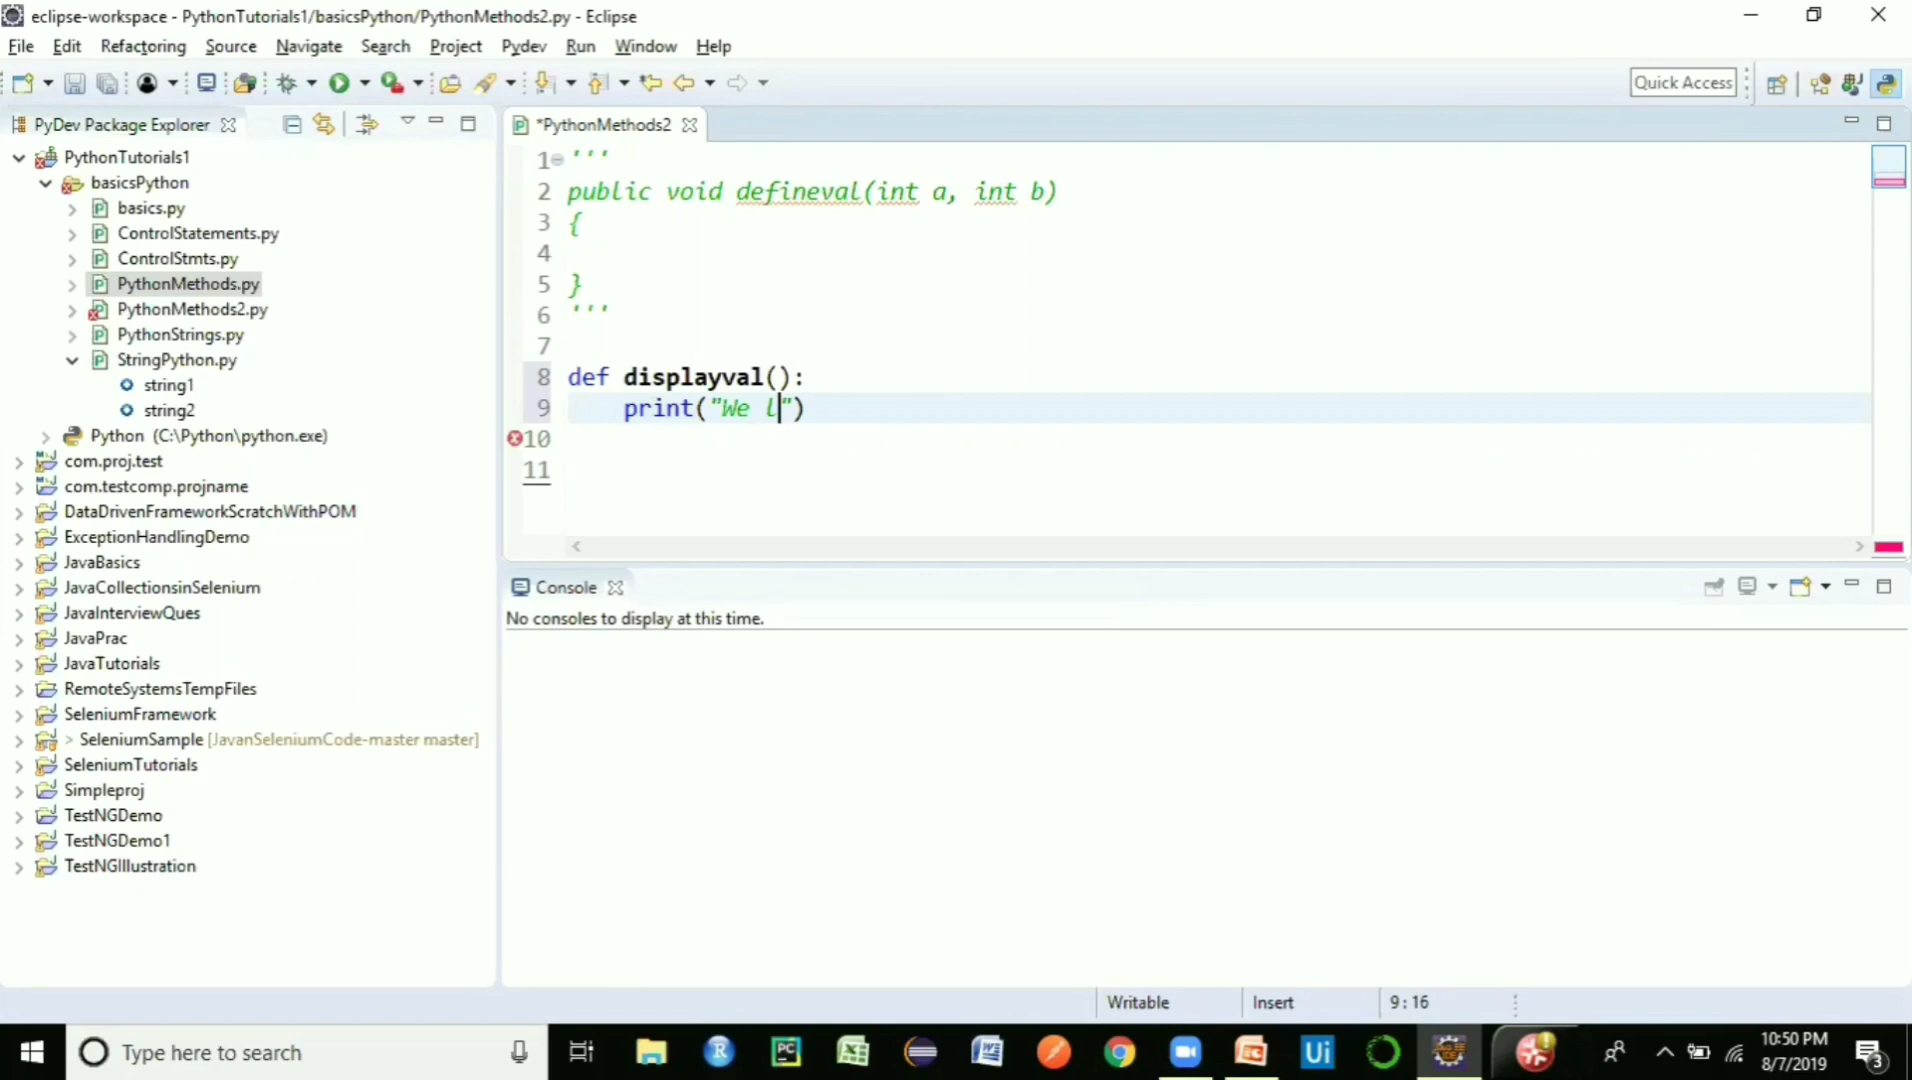 eclipse-workspace - PythonTutorials1/basicsPython/PythonMethods2.py - Eclipse
File Edit Refactoring Source Navigate Search Project Pydev Run Window Help
Quick Access
PyDev Package Explorer
*PythonMethods2
PythonTutorials1
basicsPython
basics.py
ControlStatements.py
ControlStmts.py
PythonMethods.py
PythonMethods2.py
PythonStrings.py
StringPython.py
string1
string2
Python (C:\Python\python.exe)
com.proj.test
com.testcomp.projname
DataDrivenFrameworkScratchWithPOM
ExceptionHandlingDemo
JavaBasics
JavaCollectionsinSelenium
JavaInterviewQues
JavaPrac
JavaTutorials
RemoteSystemsTempFiles
SeleniumFramework
> SeleniumSample [JavanSeleniumCode-master master]
SeleniumTutorials
Simpleproj
TestNGDemo
TestNGDemo1
TestNGIllustration
1 '''
2 public void defineval(int a, int b)
3 {
4
5 }
6 '''
7
8 def displayval():
9 print("We l")
10
11
Console
No consoles to display at this time.
Writable Insert 9 : 16
Type here to search
R PC Ui
10:50 PM
8/7/2019
3